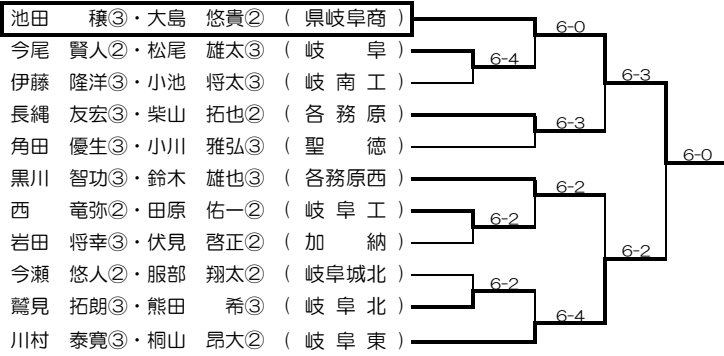 池田 穣③・大島 悠貴② ( 県岐阜商 )
今尾 賢人②・松尾 雄太③ ( 岐 阜 )
伊藤 隆洋③・小池 将太③ ( 岐南工 )
長縄 友宏③・柴山 拓也② ( 各務原 )
角田 優生③・小川 雅弘③ ( 聖 徳 )
黒川 智功③・鈴木 雄也③ ( 各務原西 )
西 竜弥②・田原 佑一② ( 岐阜工 )
岩田 将幸③・伏見 啓正② ( 加 納 )
今瀬 悠人②・服部 翔太② ( 岐阜城北 )
鷲見 拓朗③・熊田 希③ ( 岐阜北 )
川村 泰寛③・桐山 昂大② ( 岐阜東 )
6-0
6-4
6-3
6-3
6-0
6-2
6-2
6-2
6-2
6-4